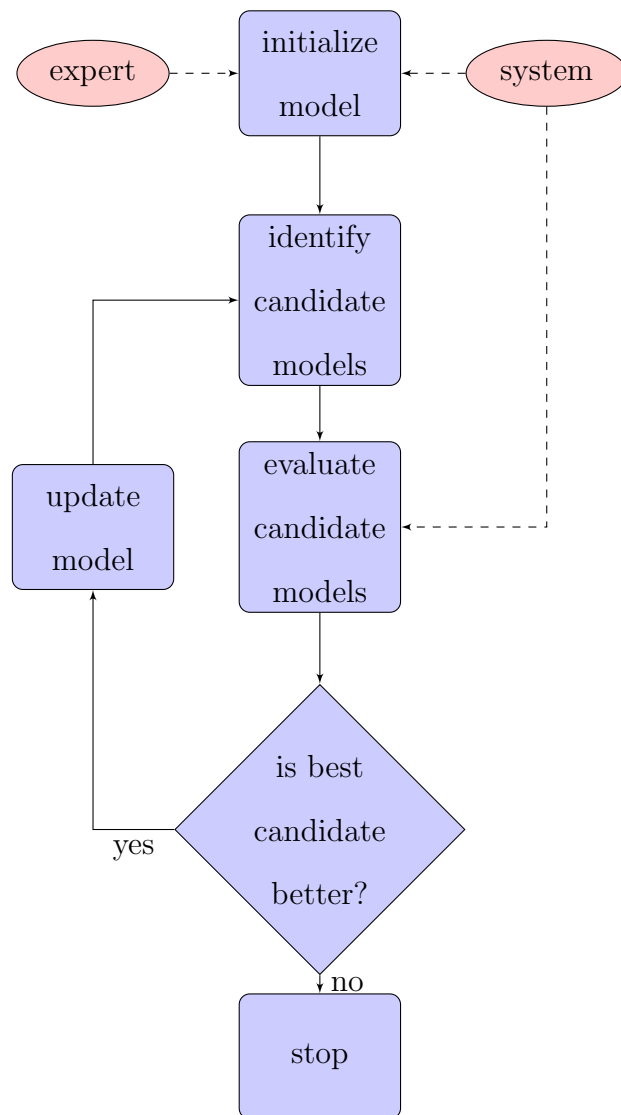 initialize
model
expert
system
identify
candidate
models
evaluate
candidate
models
update
model
is best
candidate
better?
yes
no
stop